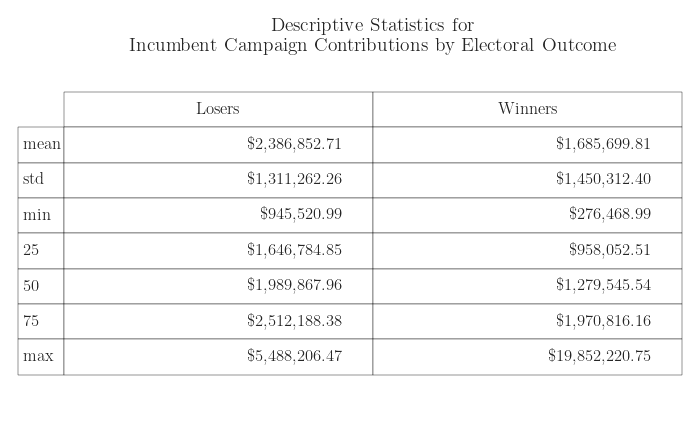 Descriptive Statistics for
Incumbent Campaign Contributions by Electoral Outcome
Losers Winners
mean $2,386,852.71 $1,685,699.81
std $1,311,262.26 $1,450,312.40
min $945,520.99 $276,468.99
25 $1,646,784.85 $958,052.51
50 $1,989,867.96 $1,279,545.54
75 $2,512,188.38 $1,970,816.16
max $5,488,206.47 $19,852,220.75